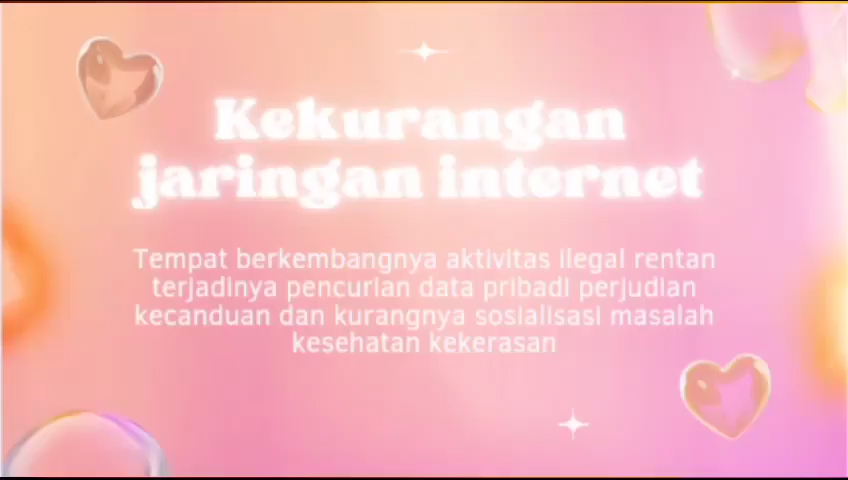 Kekurangan
jaringan internet
Tempat berkembangnya aktivitas ilegal rentan
terjadinya pencurian data pribadi perjudian
kecanduan dan kurangnya sosialisasi masalah
kesehatan kekerasan